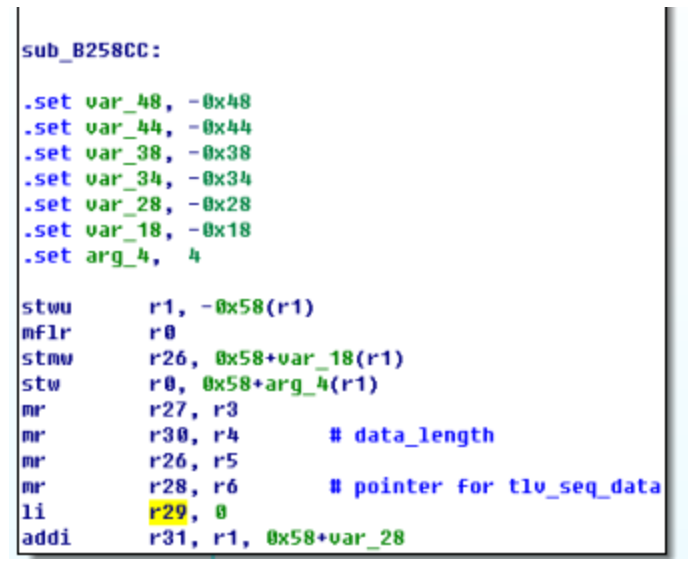 sub_B258CC:
.set var_48, -0x48
.set var_44, -0x44
.set var_38, -0x38
.set var_34, -0x34
.set var_28, -0x28
.set var_18, -0x18
.set arg_4, 4
stwu r1, -0x58(r1)
mflr r0
stmw r26, 0x58+var_18(r1)
stw r0, 0x58+arg_4(r1)
mr r27, r3
mr r30, r4 # data_length
mr r26, r5
mr r28, r6 # pointer for tlv_seq_data
li r29, 0
addi r31, r1, 0x58+var_28